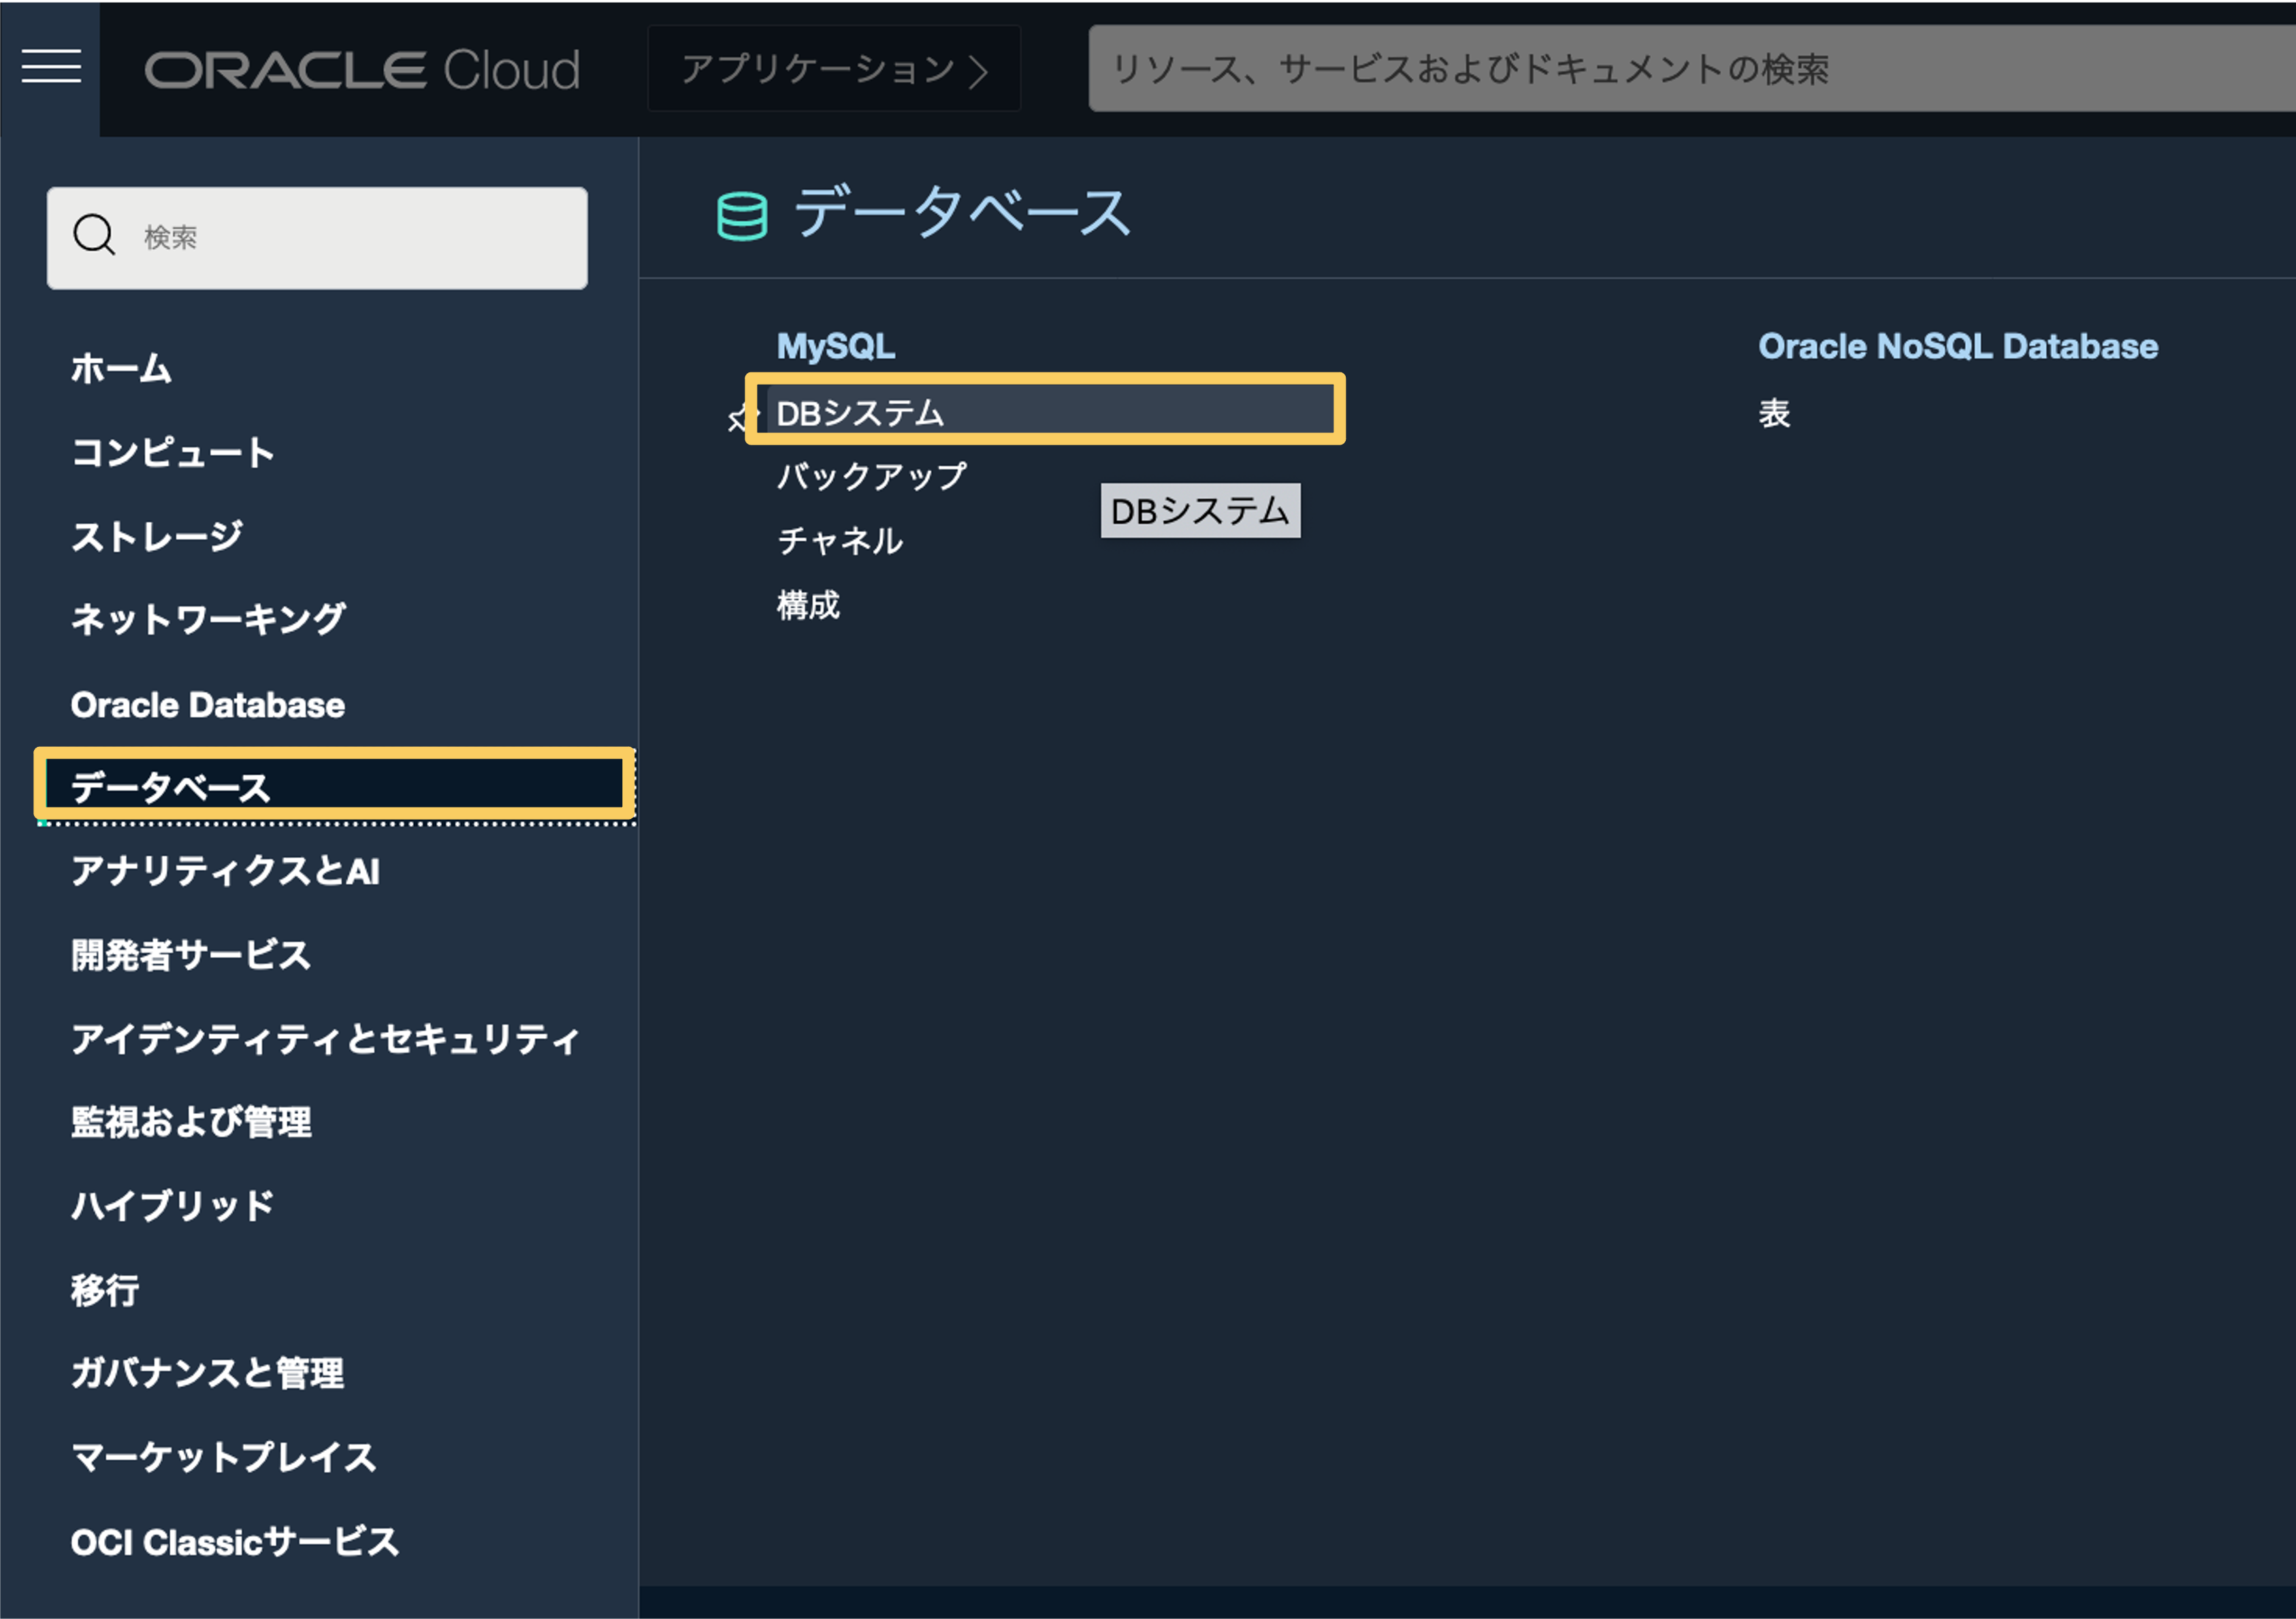 ORACLE Cloud
アプリケーション
リソース、サービスおよびドキュメントの検索
検索
ホーム
コンピュート
ストレージ
ネットワーキング
Oracle Database
データベース
アナリティクスとAI
開発者サービス
アイデンティティとセキュリティ
監視および管理
ハイブリッド
移行
ガバナンスと管理
マーケットプレイス
OCI Classicサービス
データベース
MySQL
DBシステム
バックアップ
DBシステム
チャネル
構成
Oracle NoSQL Database
表